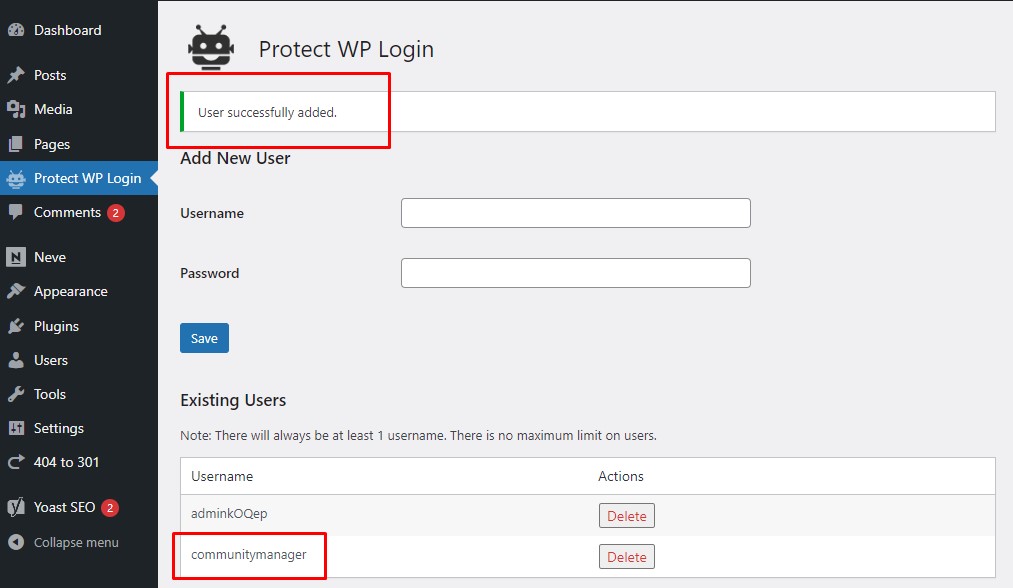 Dashboard
Posts
Media
Pages
Protect WP Login
Comments 2
Neve
Appearance
Plugins
Users
Tools
Settings
404 to 301
Yoast SEO 2
Collapse menu
Protect WP Login
User successfully added.
Add New User
Username
Password
Save
Existing Users
Note: There will always be at least 1 username. There is no maximum limit on users.
Username Actions
adminkOQep Delete
communitymanager Delete